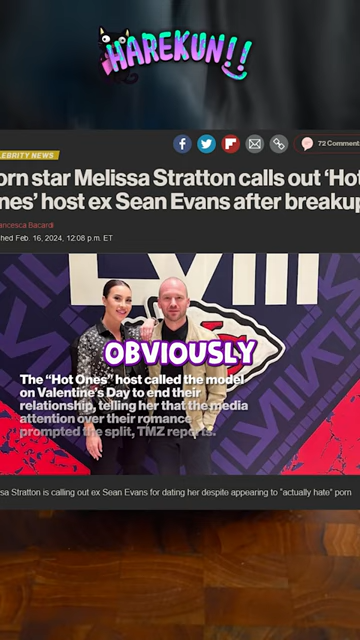 HAREKUN!!
LEBRITY NEWS
72 Comment
orn star Melissa Stratton calls out ‘Hot
nes’ host ex Sean Evans after breakup
ancesca Bacardi
hed Feb. 16, 2024, 12:08 p.m. ET
LVIII
OBVIOUSLY
The “Hot Ones” host called the model
on Valentine’s Day to end their
relationship, telling her that the media
attention over their romance
prompted the split, TMZ reports.
sa Stratton is calling out ex Sean Evans for dating her despite appearing to “actually hate” porn